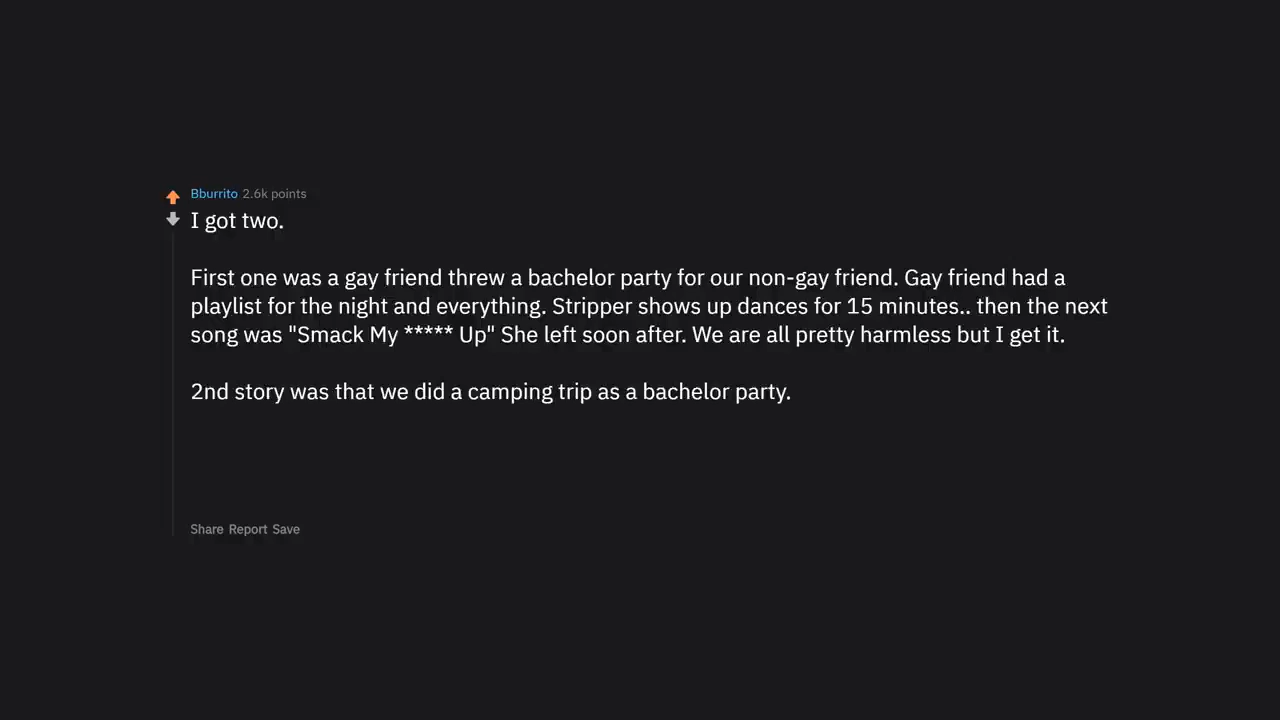 Bburrito 2.6k points
I got two.
First one was a gay friend threw a bachelor party for our non-gay friend. Gay friend had a
playlist for the night and everything. Stripper shows up dances for 15 minutes.. then the next
song was "Smack My ***** Up" She left soon after. We are all pretty harmless but I get it.
2nd story was that we did a camping trip as a bachelor party.
Share Report Save